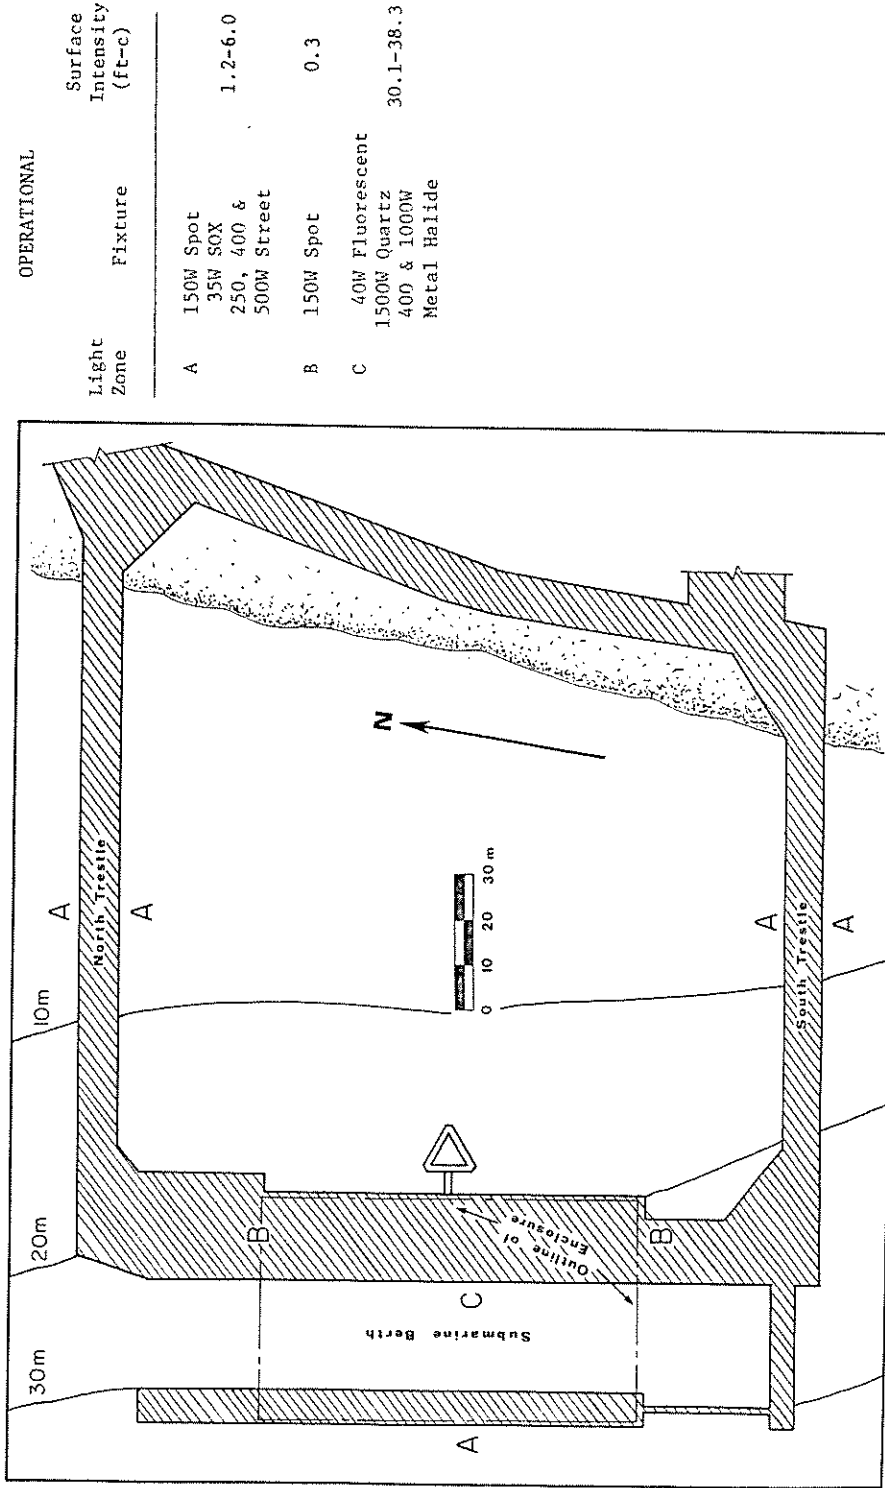 OPERATIONAL
Light Zone Fixture Surface Intensity (ft-c)
A 150W Spot
35W SOX 1.2-6.0
250, 400 &
500W Street
B 150W Spot 0.3
C 40W Fluorescent
1500W Quartz 30.1-38.3
400 & 1000W
Metal Halide
30m
20m
10m
A
North Trestle
A
N
B
Outline of
Enclosure
C
Submarine Berth
A
B
0 10 20 30 m
A
South Trestle
A